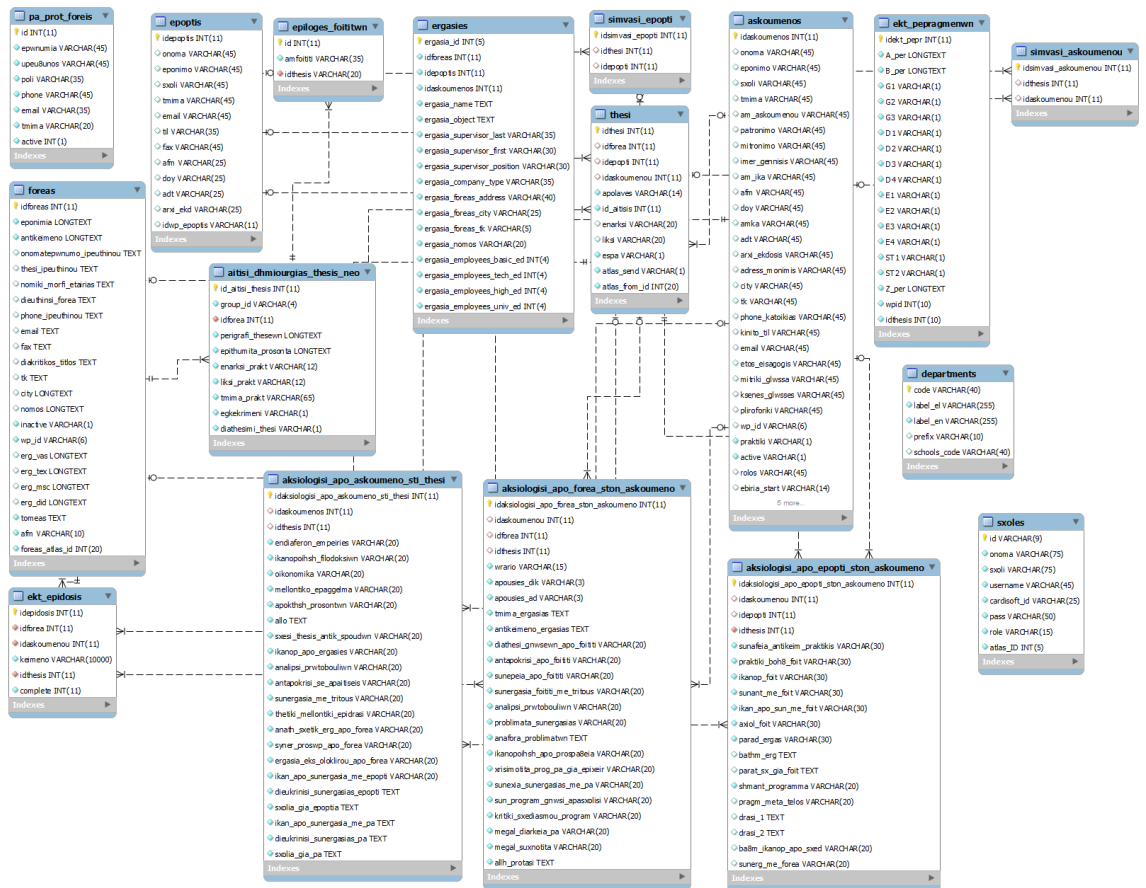 pa_prot_foreis
id INT(11)
epwnumia VARCHAR(45)
upeu8unos VARCHAR(45)
poli VARCHAR(35)
phone VARCHAR(45)
email VARCHAR(35)
tmima VARCHAR(20)
active INT(1)
Indexes
epoptis
idepoptis INT(11)
onoma VARCHAR(45)
eponimo VARCHAR(45)
sxoli VARCHAR(45)
tmima VARCHAR(45)
email VARCHAR(45)
til VARCHAR(35)
fax VARCHAR(45)
afm VARCHAR(25)
doy VARCHAR(25)
adt VARCHAR(25)
arxi_ekd VARCHAR(25)
idwp_epoptis VARCHAR(11)
Indexes
epiloges_foititwn
id INT(11)
amfoititi VARCHAR(35)
idthesis VARCHAR(20)
Indexes
ergasies
ergasia_id INT(5)
idforeas INT(11)
idepoptis INT(11)
idaskoumenos INT(11)
ergasia_name TEXT
ergasia_object TEXT
ergasia_supervisor_last VARCHAR(35)
ergasia_supervisor_first VARCHAR(30)
ergasia_supervisor_position VARCHAR(30)
ergasia_company_type VARCHAR(35)
ergasia_foreas_address VARCHAR(40)
ergasia_foreas_city VARCHAR(25)
ergasia_foreas_tk VARCHAR(5)
ergasia_nomos VARCHAR(20)
ergasia_employees_basic_ed INT(4)
ergasia_employees_tech_ed INT(4)
ergasia_employees_high_ed INT(4)
ergasia_employees_univ_ed INT(4)
Indexes
simvasi_epopti
idsimvasi_epopti INT(11)
idthesi INT(11)
idepopti INT(11)
Indexes
thesi
idthesi INT(11)
idforea INT(11)
idepopti INT(11)
idaskoumenos INT(11)
apolaves VARCHAR(14)
id_aitisis INT(11)
enarksi VARCHAR(20)
liksi VARCHAR(20)
espa VARCHAR(1)
atlas_send VARCHAR(1)
atlas_from_id INT(20)
Indexes
askoumenos
idaskoumenos INT(11)
onoma VARCHAR(45)
eponimo VARCHAR(45)
sxoli VARCHAR(45)
tmima VARCHAR(45)
am_askoumenou VARCHAR(45)
patronimo VARCHAR(45)
mitronimo VARCHAR(45)
imer_gennisis VARCHAR(45)
am_ika VARCHAR(45)
afm VARCHAR(45)
doy VARCHAR(45)
amka VARCHAR(45)
adt VARCHAR(45)
arxi_ekdosis VARCHAR(45)
adress_monimis VARCHAR(45)
city VARCHAR(45)
tk VARCHAR(45)
phone_katoikias VARCHAR(45)
kinito_til VARCHAR(45)
email VARCHAR(45)
etos_eisagogis VARCHAR(45)
mitriki_glwssa VARCHAR(45)
ksenes_glwsses VARCHAR(45)
pliroforiki VARCHAR(45)
wp_id VARCHAR(6)
praktiki VARCHAR(1)
active VARCHAR(1)
rolos VARCHAR(45)
ebiria_start VARCHAR(14)
5 more...
Indexes
ekt_pepragmenwn
idekt_pepr INT(11)
A_per LONGTEXT
B_per LONGTEXT
G1 VARCHAR(1)
G2 VARCHAR(1)
G3 VARCHAR(1)
D1 VARCHAR(1)
D2 VARCHAR(1)
D3 VARCHAR(1)
D4 VARCHAR(1)
E1 VARCHAR(1)
E2 VARCHAR(1)
E3 VARCHAR(1)
E4 VARCHAR(1)
ST1 VARCHAR(1)
ST2 VARCHAR(1)
Z_per LONGTEXT
wpid INT(10)
idthesis INT(10)
Indexes
simvasi_askoumenou
idsimvasi_askoumenou INT(11)
idthesis INT(11)
idaskoumenou INT(11)
Indexes
foreas
idforeas INT(11)
eponimia LONGTEXT
antikeimeno LONGTEXT
onomatepwnumo_ipeuthinou TEXT
thesi_ipeuthinou TEXT
nomiki_morfi_etairias TEXT
dieuthinsi_forea TEXT
phone_ipeuthinou TEXT
email TEXT
fax TEXT
diakritikos_titlos TEXT
tk TEXT
city LONGTEXT
nomos LONGTEXT
inactive VARCHAR(1)
wp_id VARCHAR(6)
erg_vas LONGTEXT
erg_tex LONGTEXT
erg_msc LONGTEXT
erg_did LONGTEXT
tomeas TEXT
afm VARCHAR(10)
foreas_atlas_id INT(20)
Indexes
aitisi_dhmiourgias_thesis_neo
id_aitisi_thesis INT(11)
group_id VARCHAR(4)
idforea INT(11)
perigrafi_thesewn LONGTEXT
epithumita_prosonta LONGTEXT
enarksi_prakt VARCHAR(12)
liksi_prakt VARCHAR(12)
tmima_prakt VARCHAR(65)
egkekrimeni VARCHAR(1)
diathesimi_thesi VARCHAR(1)
Indexes
departments
code VARCHAR(40)
label_el VARCHAR(255)
label_en VARCHAR(255)
prefix VARCHAR(10)
schools_code VARCHAR(40)
Indexes
aksiologisi_apo_askoumeno_sti_thesi
idaksiologisi_apo_askoumeno_sti_thesi INT(11)
idaskoumenos INT(11)
idthesis INT(11)
endiaferon_empeiries VARCHAR(20)
ikanopoihsh_filodoksiwn VARCHAR(20)
oikonomika VARCHAR(20)
mellontiko_epaggelma VARCHAR(20)
apokthsh_prosontwn VARCHAR(20)
allo TEXT
sxesi_thesis_antik_spoudwn VARCHAR(20)
ikanop_apo_ergasies VARCHAR(20)
analipsi_prwtobouliwn VARCHAR(20)
antapokrisi_se_apaitiseis VARCHAR(20)
sunergasia_me_tritous VARCHAR(20)
thetiki_mellontiki_epidrasi VARCHAR(20)
anath_sxetik_erg_apo_forea VARCHAR(20)
syner_proswp_apo_forea VARCHAR(20)
ergasia_eks_oloklirou_apo_forea VARCHAR(20)
ikan_apo_sunergasia_me_epopti VARCHAR(20)
dieukrinisi_sunergasias_epopti TEXT
sxolia_gia_epoptia TEXT
ikan_apo_sunergasia_me_pa TEXT
dieukrinisi_sunergasias_pa TEXT
sxolia_gia_pa TEXT
Indexes
aksiologisi_apo_forea_ston_askoumeno
idaksiologisi_apo_forea_ston_askoumeno INT(11)
idaskoumenou INT(11)
idforea INT(11)
idthesis INT(11)
wrario VARCHAR(15)
apousies_dik VARCHAR(3)
apousies_ad VARCHAR(3)
tmima_ergasias TEXT
antikeimeno_ergasias TEXT
diathesi_gnwsewn_apo_foititi VARCHAR(20)
antapokrisi_apo_foititi VARCHAR(20)
sunepeia_apo_foititi VARCHAR(20)
sunergasia_foititi_me_tritous VARCHAR(20)
analipsi_prwtobouliwn VARCHAR(20)
problimata_sunergasias VARCHAR(20)
anafora_problimatwn TEXT
ikanopoihsh_apo_prospa8eia VARCHAR(20)
xrisimotita_prog_pa_gia_epixeir VARCHAR(20)
sunexia_sunergasias_me_pa VARCHAR(20)
sun_program_gnwsi_apasxolisi VARCHAR(20)
kritiki_sxediasmou_program VARCHAR(20)
megal_diarkeia_pa VARCHAR(20)
megal_suxnotita VARCHAR(20)
allh_protasi TEXT
Indexes
sxoles
id VARCHAR(9)
onoma VARCHAR(75)
sxoli VARCHAR(75)
username VARCHAR(45)
cardisoft_id VARCHAR(25)
pass VARCHAR(50)
role VARCHAR(15)
atlas_ID INT(5)
Indexes
aksiologisi_apo_epopti_ston_askoumeno
idaksiologisi_apo_epopti_ston_askoumeno INT(11)
idaskoumenou INT(11)
idepopti INT(11)
idthesis INT(11)
sunafeia_antikeim_praktikis VARCHAR(30)
praktiki_boh8_foit VARCHAR(30)
ikanop_foit VARCHAR(30)
sunant_me_foit VARCHAR(30)
ikan_apo_sun_me_foit VARCHAR(30)
axiol_foit VARCHAR(30)
parad_ergas VARCHAR(30)
bathm_erg TEXT
parat_sx_gia_foit TEXT
shmant_programma VARCHAR(20)
pragm_meta_telos VARCHAR(20)
drasi_1 TEXT
drasi_2 TEXT
ba8m_ikanop_apo_sxed VARCHAR(20)
sunerg_me_forea VARCHAR(20)
Indexes
ekt_epidosis
idepidosis INT(11)
idforea INT(11)
idaskoumenou INT(11)
keimeno VARCHAR(10000)
idthesis INT(11)
complete INT(11)
Indexes